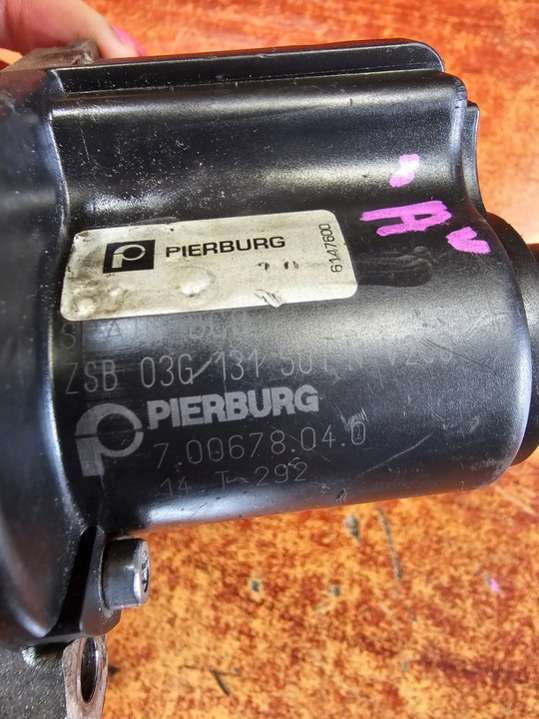 PIERBURG
6147600
"A"
ZSB 03G 131 501
PIERBURG
7.00678.04.0
14 T 292